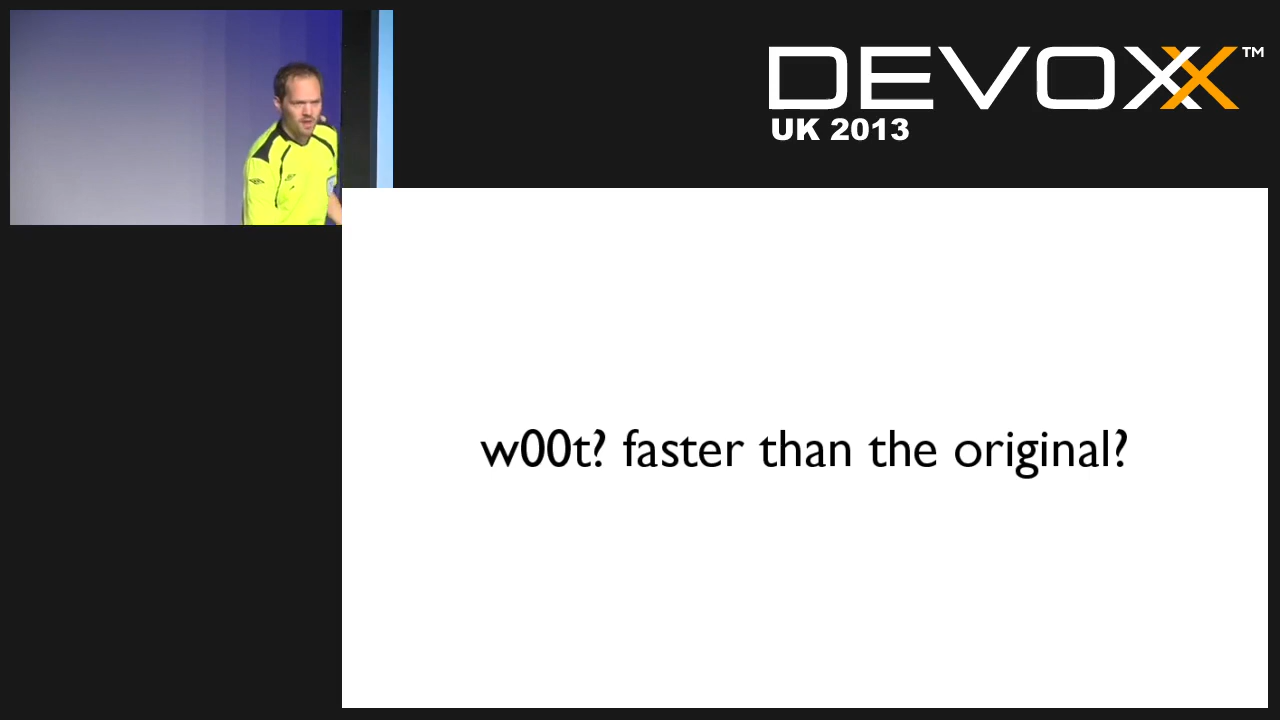 DEVOXX™
UK 2013
w00t? faster than the original?